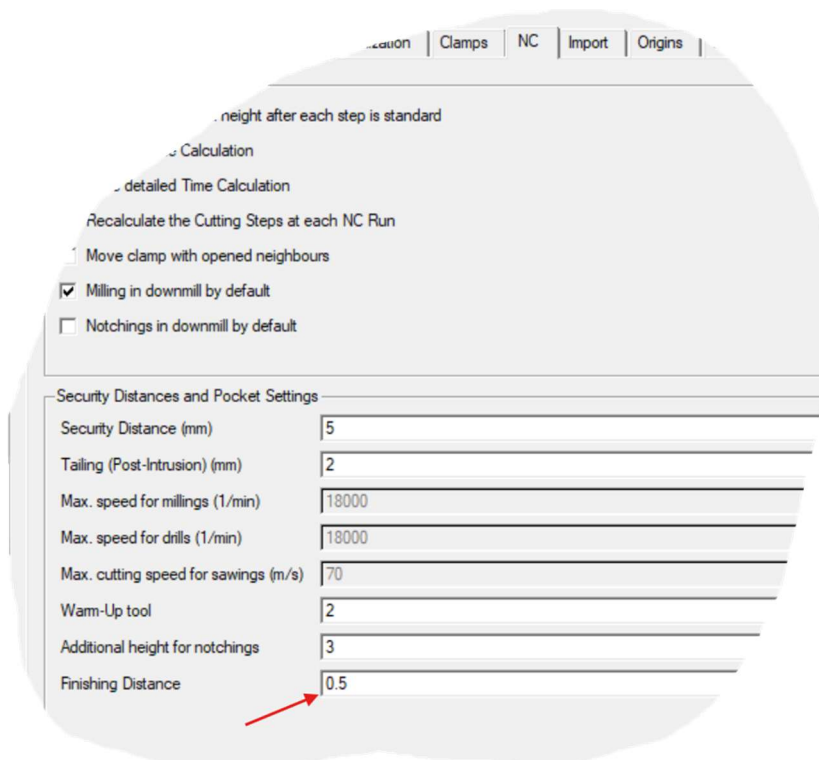 Clamps NC Import Origins
height after each step is standard
Calculation
detailed Time Calculation
Recalculate the Cutting Steps at each NC Run
Move clamp with opened neighbours
Milling in downmill by default
Notchings in downmill by default
Security Distances and Pocket Settings
Security Distance (mm) 5
Tailing (Post-Intrusion) (mm) 2
Max. speed for millings (1/min) 18000
Max. speed for drills (1/min) 18000
Max. cutting speed for sawings (m/s) 70
Warm-Up tool 2
Additional height for notchings 3
Finishing Distance 0.5